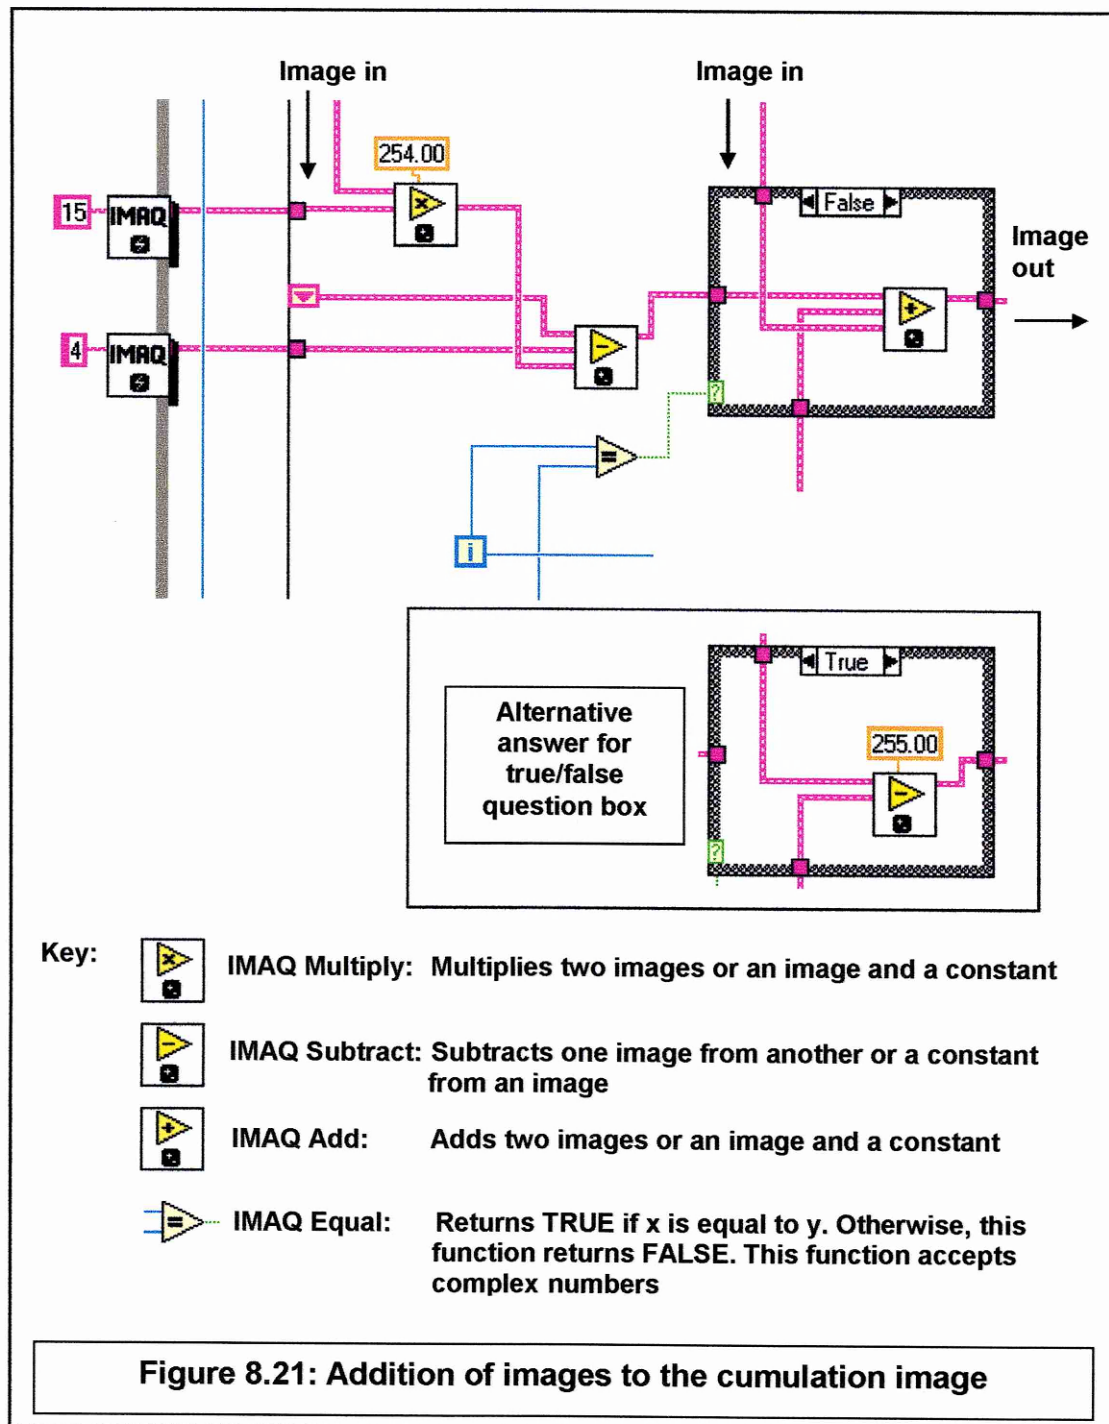 Image in
Image in
254.00
15
IMAQ
False
Image
out
4
IMAQ
?
=
i
True
Alternative
answer for
true/false
question box
255.00
?
Key:
IMAQ Multiply: Multiplies two images or an image and a constant
IMAQ Subtract: Subtracts one image from another or a constant
from an image
IMAQ Add: Adds two images or an image and a constant
IMAQ Equal: Returns TRUE if x is equal to y. Otherwise, this
function returns FALSE. This function accepts
complex numbers
Figure 8.21: Addition of images to the cumulation image